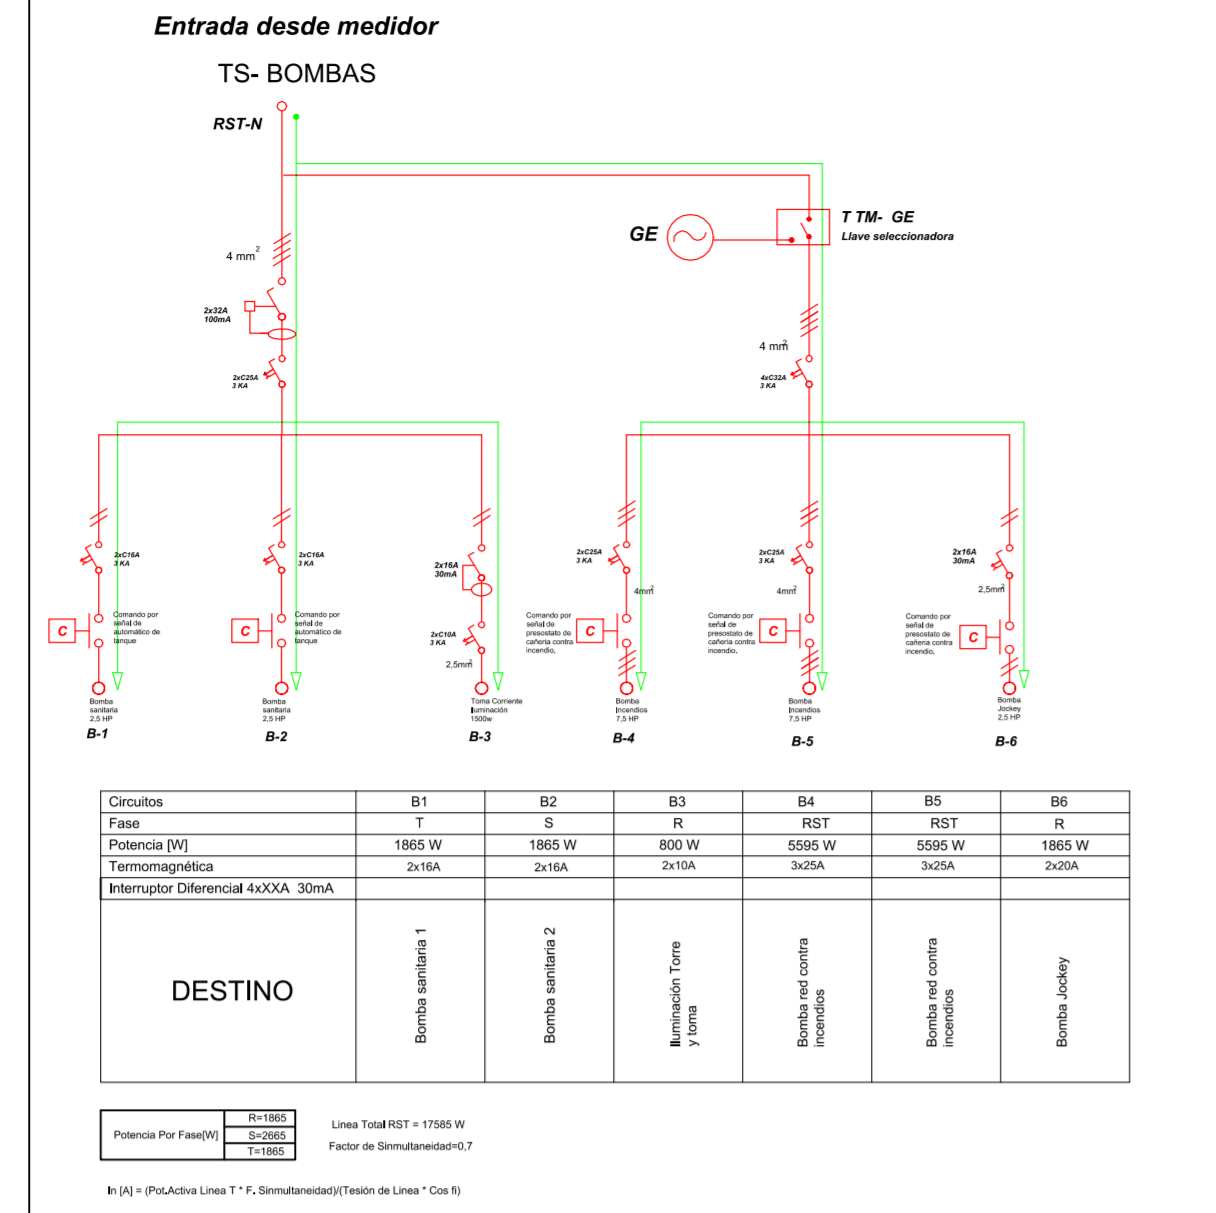 Entrada desde medidor
TS- BOMBAS
RST-N
T TM- GE
Llave seleccionadora
GE
4 mm²
2x32A
100mA
4 mm²
2xC25A
3 KA
4xC32A
3 KA
2xC16A
3 KA
2xC16A
3 KA
2x16A
30mA
2xC25A
3 KA
2xC25A
3 KA
2x16A
30mA
4mm²
4mm²
2,5mm²
C
Comando por
señal de
automático de
tanque
C
Comando por
señal de
automático de
tanque
2xC10A
3 KA
2,5mm²
Comando por
señal de
presostato de
cañeria contra
incendio.
C
Comando por
señal de
presostato de
cañeria contra
incendio.
C
Comando por
señal de
presostato de
cañeria contra
incendio.
C
Bomba
sanitaria
2,5 HP
B-1
Bomba
sanitaria
2,5 HP
B-2
Toma Corriente
Iluminación
1500w
B-3
Bomba
Incendios
7,5 HP
B-4
Bomba
Incendios
7,5 HP
B-5
Bomba
Jockey
2,5 HP
B-6
Circuitos B1 B2 B3 B4 B5 B6
Fase T S R RST RST R
Potencia [W] 1865 W 1865 W 800 W 5595 W 5595 W 1865 W
Termomagnética 2x16A 2x16A 2x10A 3x25A 3x25A 2x20A
Interruptor Diferencial 4xXXA 30mA
DESTINO
Bomba sanitaria 1
Bomba sanitaria 2
Iluminación Torre
y toma
Bomba red contra
incendios
Bomba red contra
incendios
Bomba Jockey
Potencia Por Fase[W]
R=1865
S=2665
T=1865
Linea Total RST = 17585 W
Factor de Sinmultaneidad=0,7
In [A] = (Pot.Activa Linea T * F. Sinmultaneidad)/(Tesión de Linea * Cos fi)